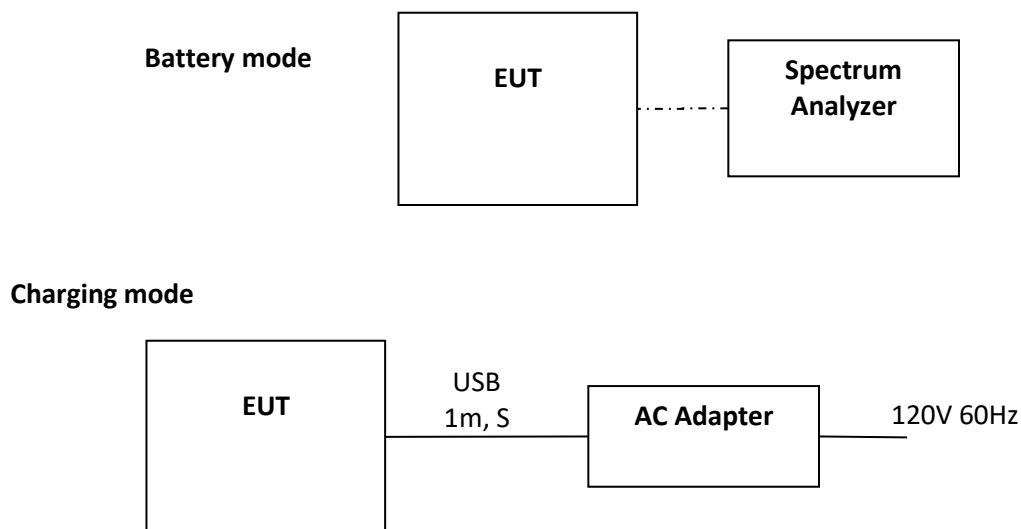 Battery mode
EUT
Spectrum
Analyzer
Charging mode
EUT
USB
1m, S
AC Adapter
120V 60Hz